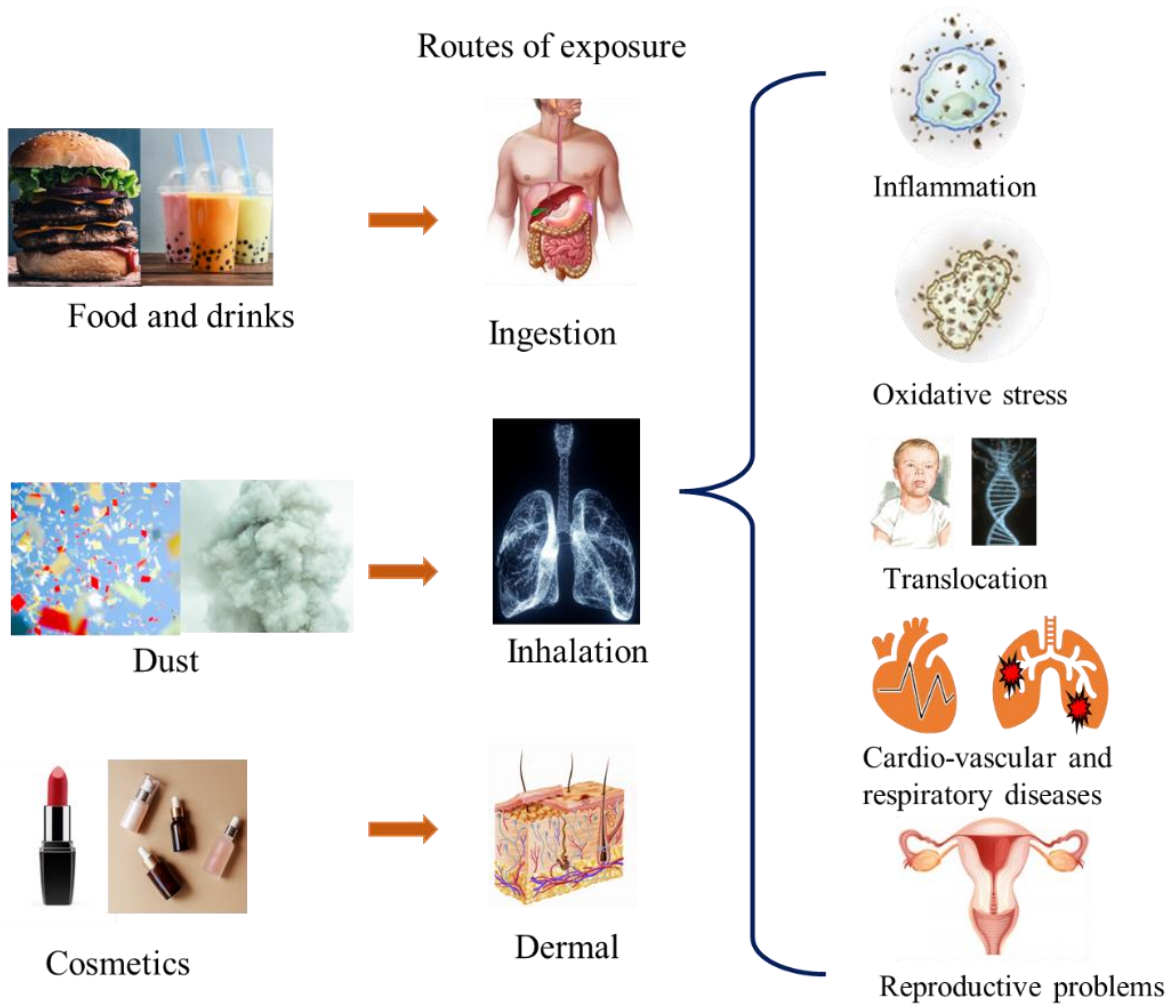 Routes of exposure
Food and drinks
Ingestion
Dust
Inhalation
Cosmetics
Dermal
Inflammation
Oxidative stress
Translocation
Cardio-vascular and
respiratory diseases
Reproductive problems